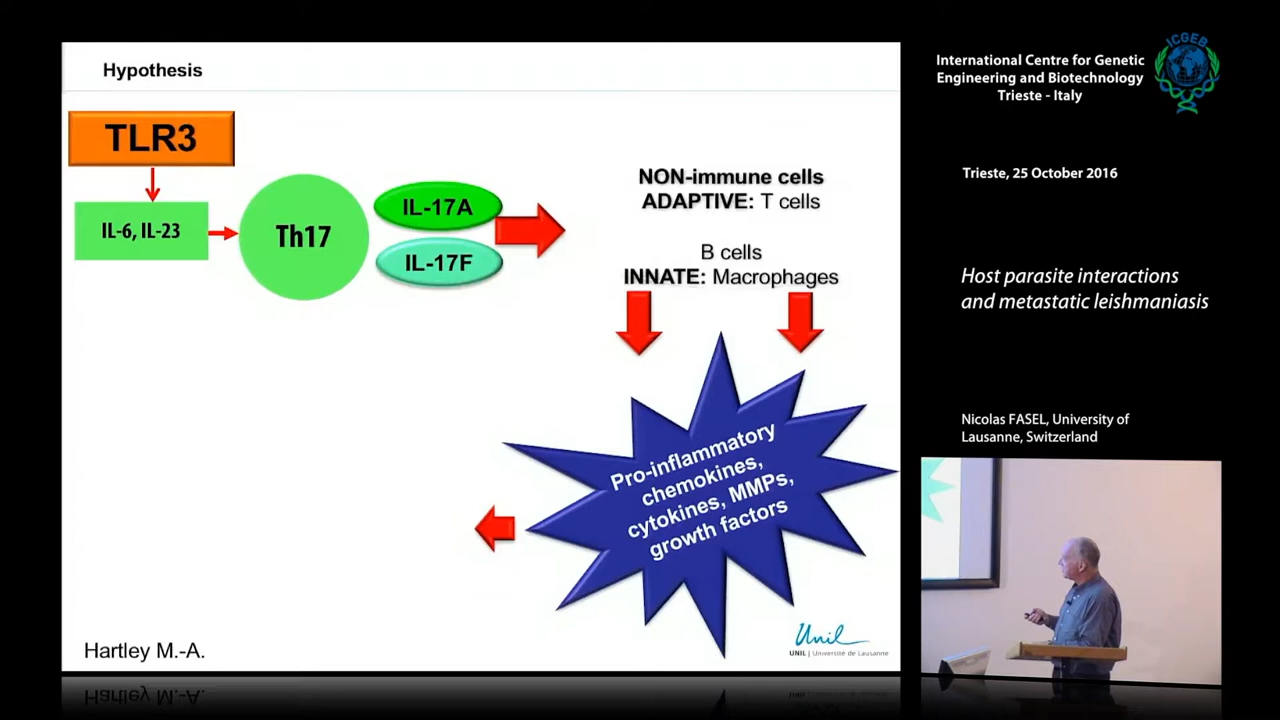 Hypothesis
TLR3
IL-6, IL-23
Th17
IL-17A
IL-17F
NON-immune cells
ADAPTIVE: T cells
B cells
INNATE: Macrophages
Pro-inflammatory
chemokines,
cytokines, MMPs,
growth factors
Hartley M.-A.
Unil
UNIL | Université de Lausanne
International Centre for Genetic
Engineering and Biotechnology
Trieste - Italy
ICGEB
Trieste, 25 October 2016
Host parasite interactions
and metastatic leishmaniasis
Nicolas FASEL, University of
Lausanne, Switzerland